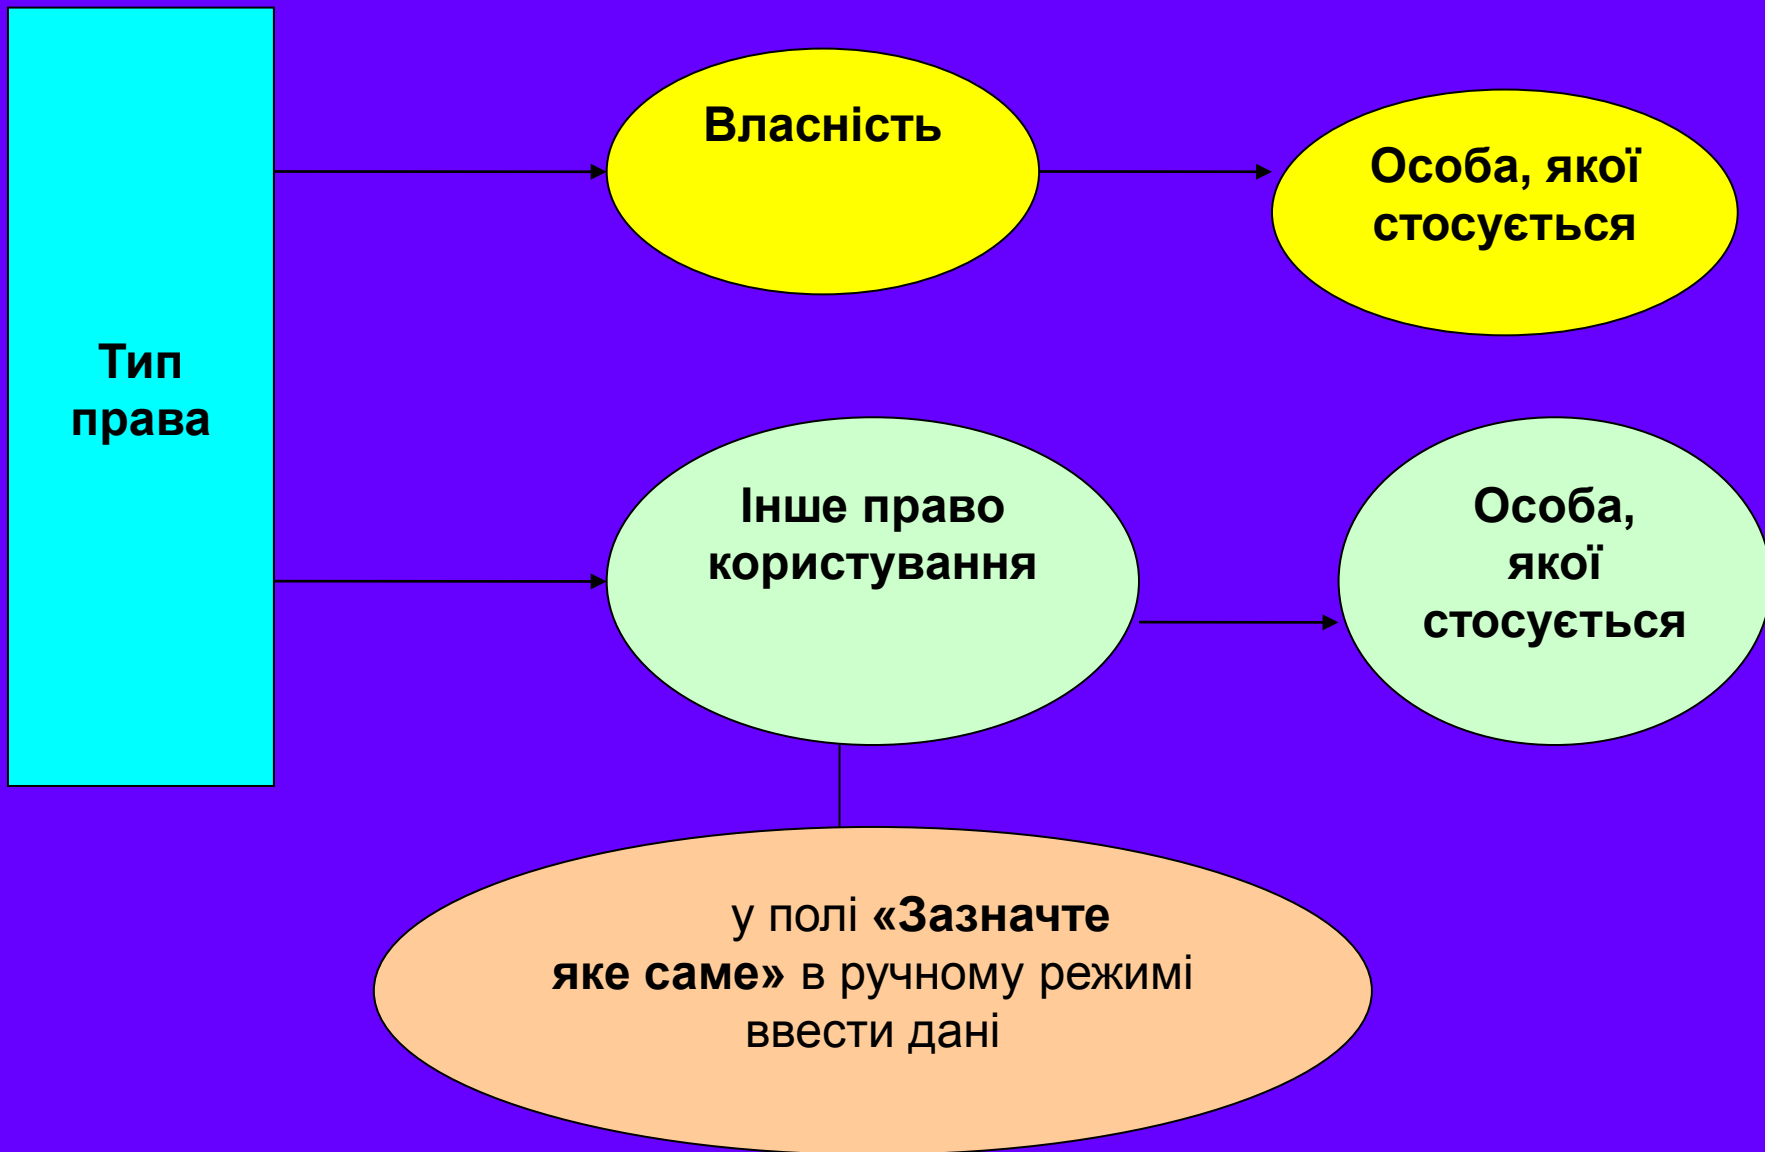 Тип
права
Власність
Особа, якої
стосується
Інше право
користування
Особа,
якої
стосується
у полі «Зазначте
яке саме» в ручному режимі
ввести дані